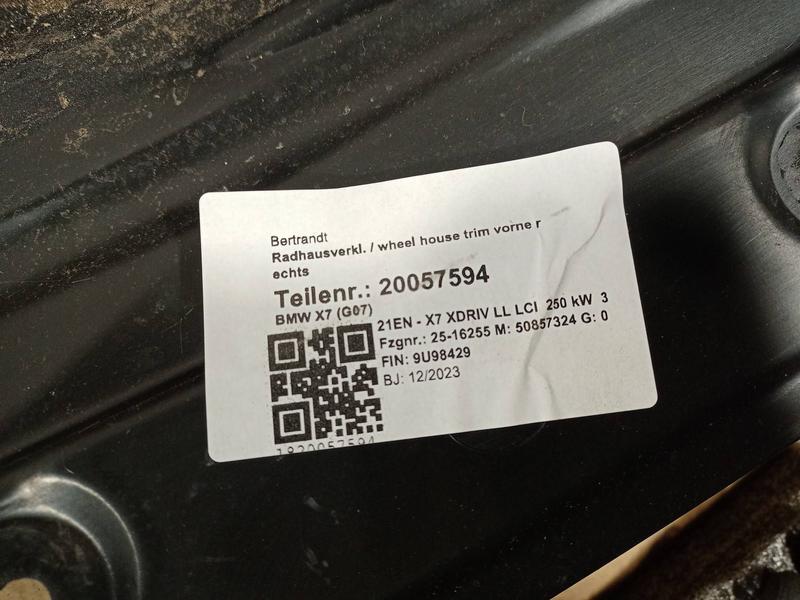 Bertrandt
Radhausverkl. / wheel house trim vorne r
echts
Teilenr.: 20057594
BMW X7 (G07)
21EN - X7 XDRIV LL LCI 250 kW 3
Fzgnr.: 25-16255 M: 50857324 G: 0
FIN: 9U98429
BJ: 12/2023
1820057594